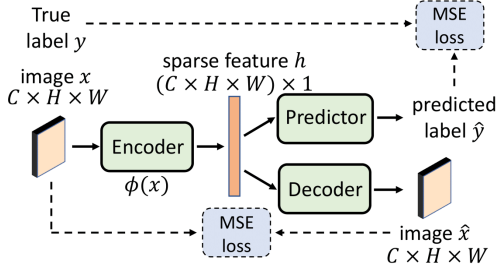 True
label y
MSE
loss
image x
C × H × W
sparse feature h
(C × H × W) × 1
Encoder
ϕ(x)
Predictor
predicted
label ŷ
Decoder
MSE
loss
image x̂
C × H × W